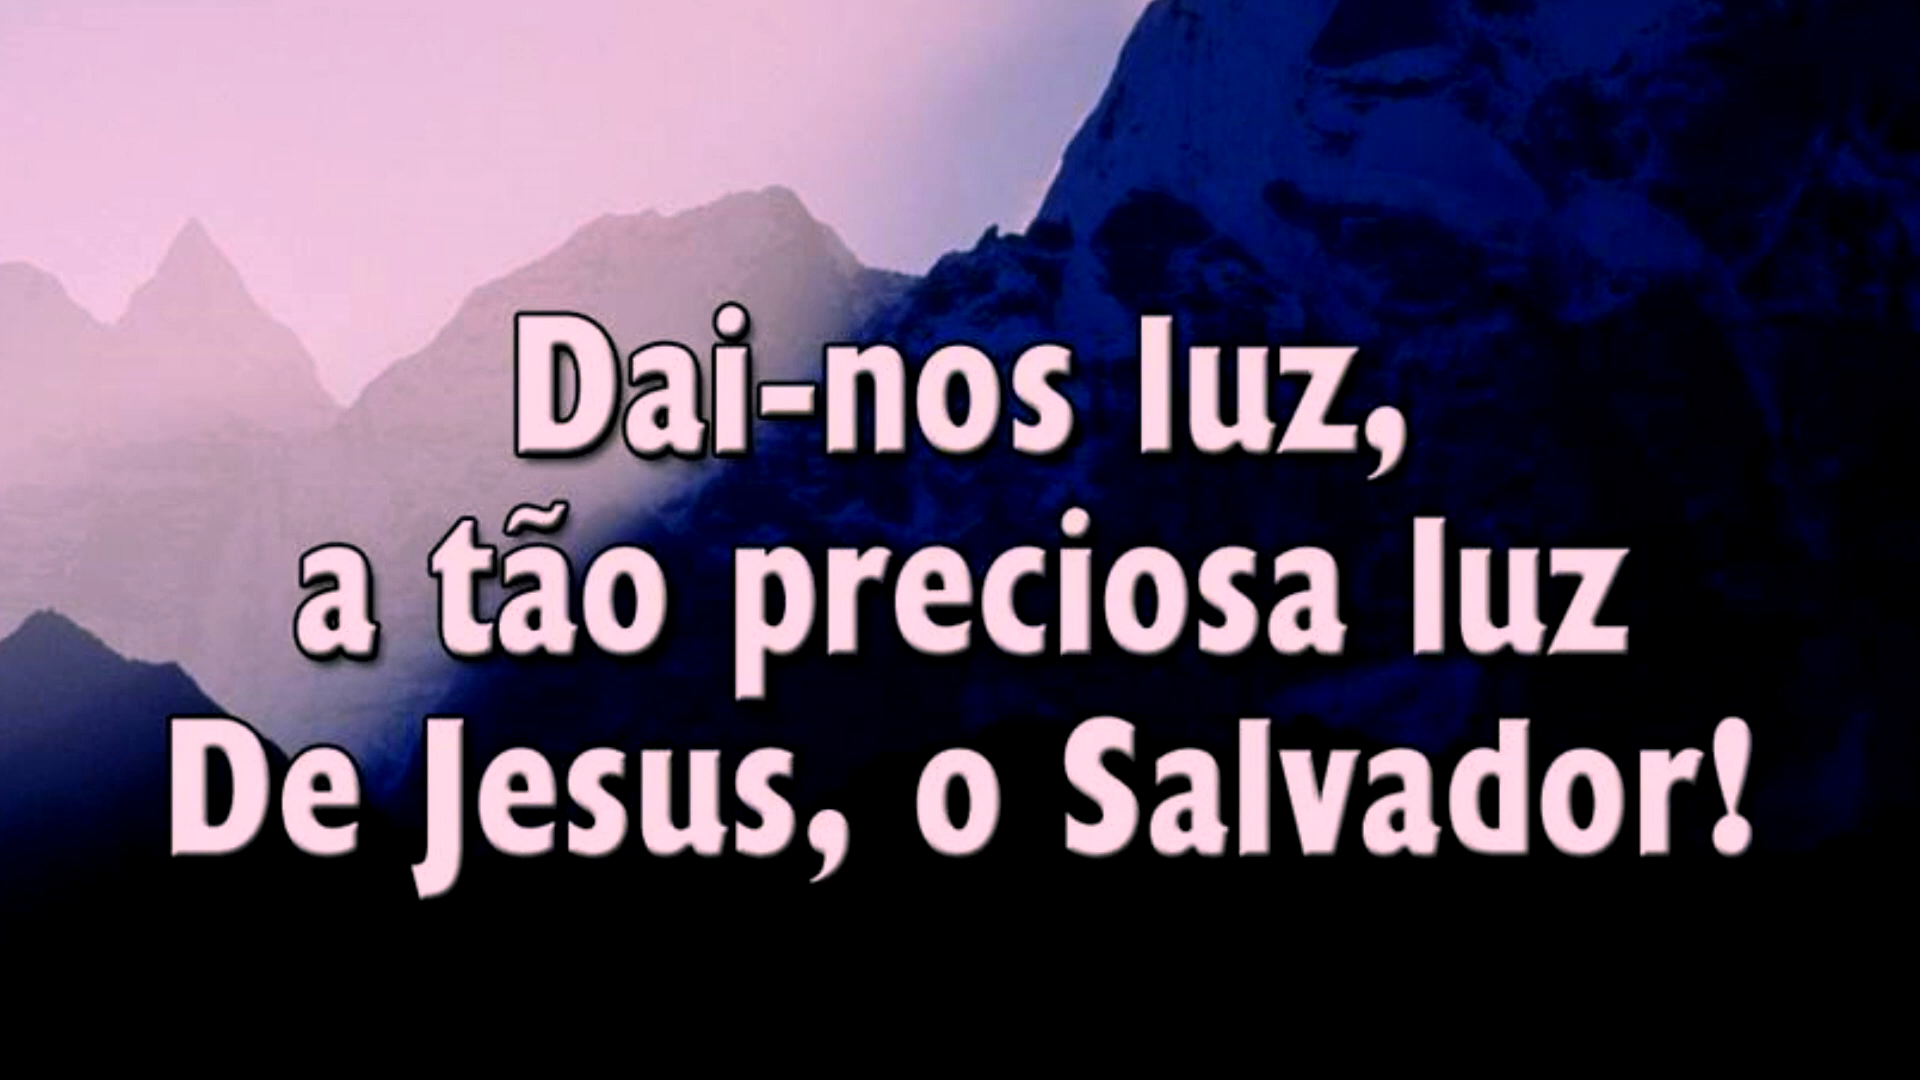 Dai-nos luz,
a tão preciosa luz
De Jesus, o Salvador!